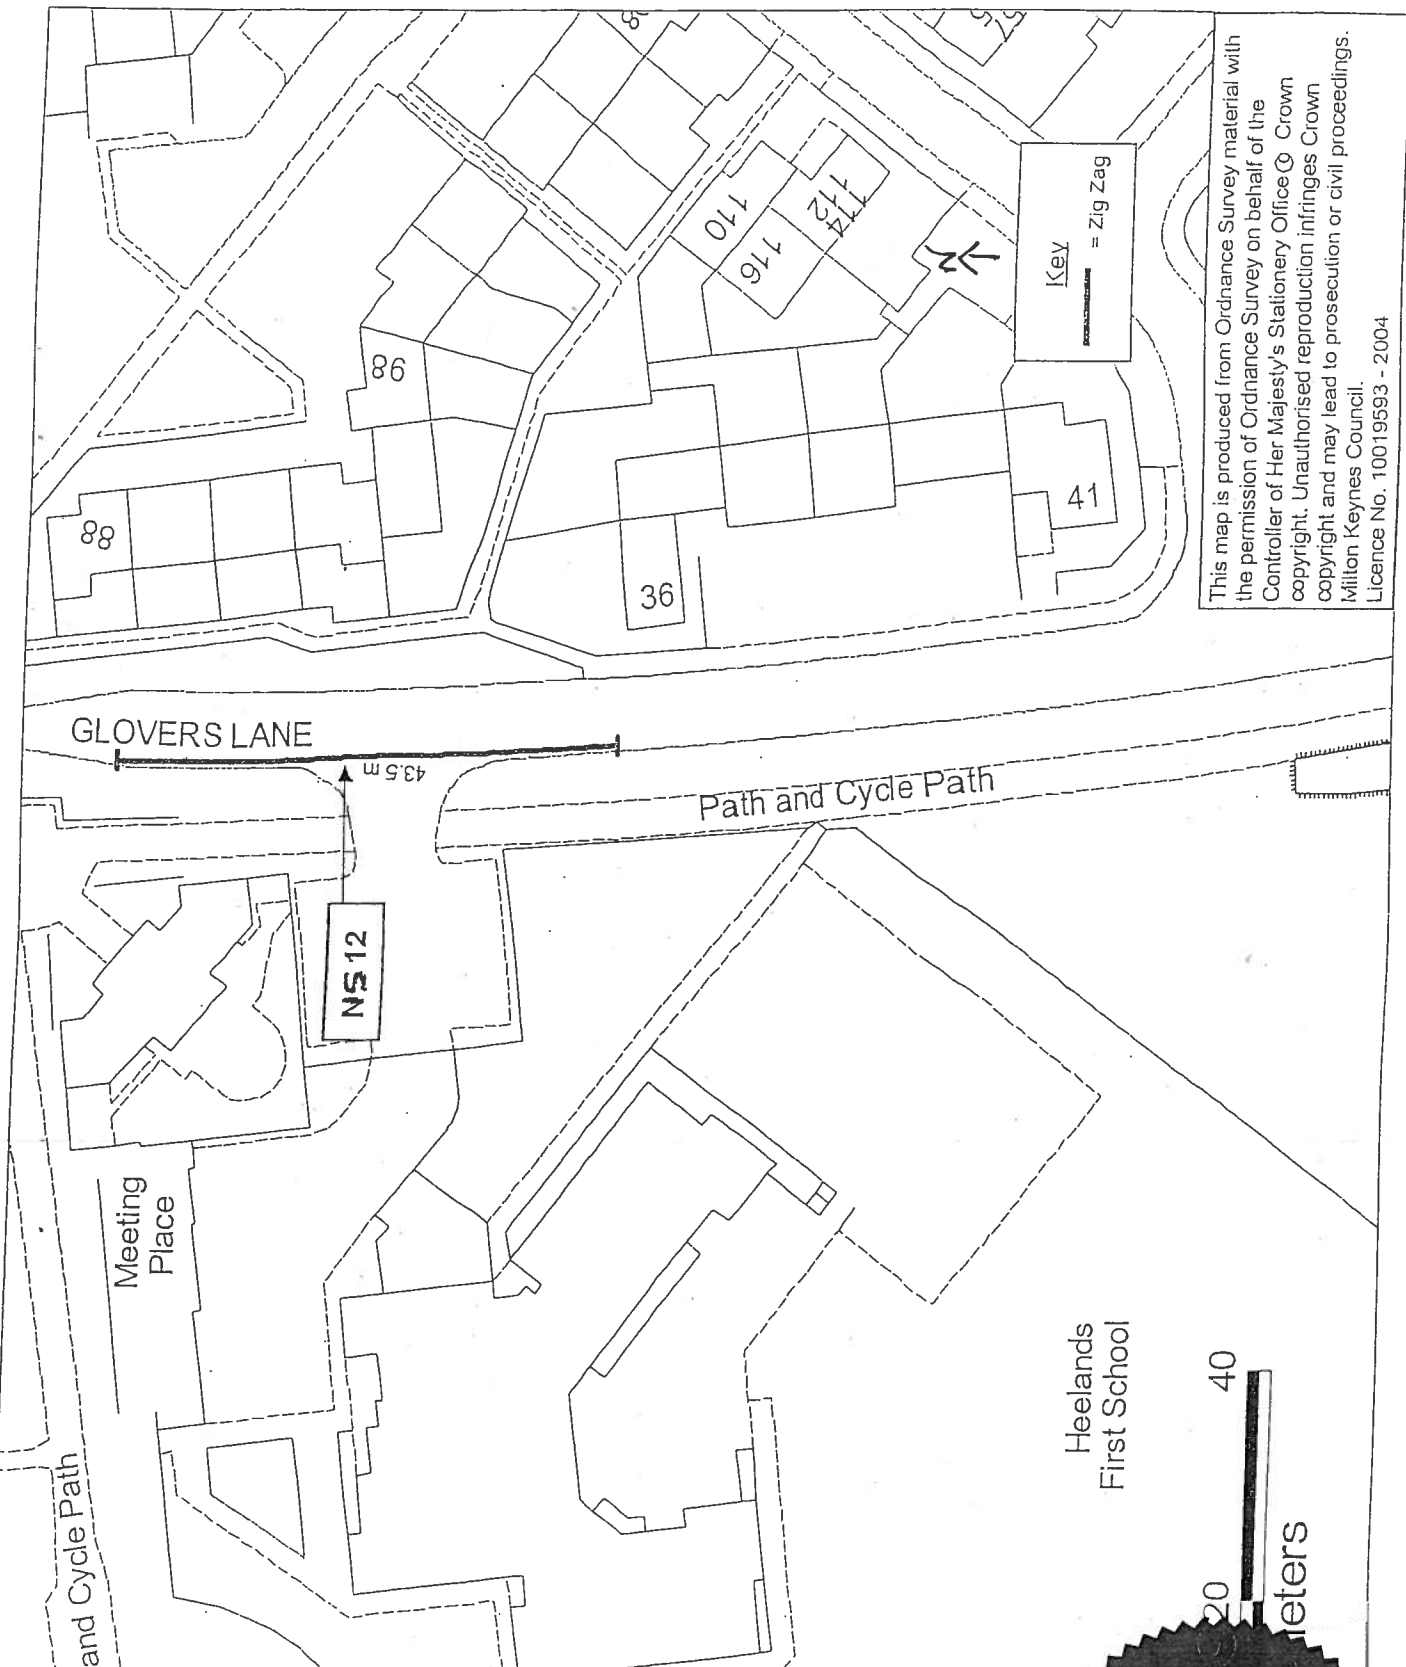 GLOVERS LANE
43.5 m
NS 12
Path and Cycle Path
and Cycle Path
Meeting
Place
Heelands
First School
88
98
36
41
110
116
112
114
N
Key
= Zig Zag
This map is produced from Ordnance Survey material with
the permission of Ordnance Survey on behalf of the
Controller of Her Majesty's Stationery Office © Crown
copyright. Unauthorised reproduction infringes Crown
copyright and may lead to prosecution or civil proceedings.
Milton Keynes Council.
Licence No. 10019593 - 2004
20
40
eters